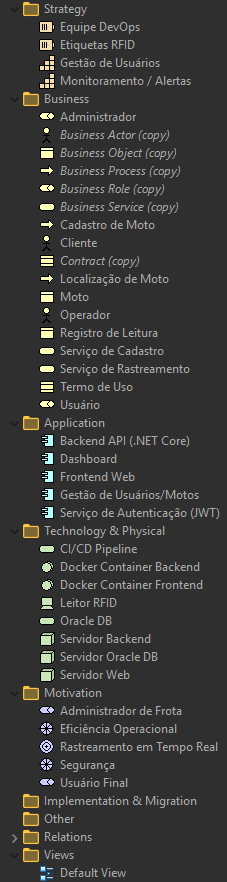 Strategy
Equipe DevOps
Etiquetas RFID
Gestão de Usuários
Monitoramento / Alertas
Business
Administrador
Business Actor (copy)
Business Object (copy)
Business Process (copy)
Business Role (copy)
Business Service (copy)
Cadastro de Moto
Cliente
Contract (copy)
Localização de Moto
Moto
Operador
Registro de Leitura
Serviço de Cadastro
Serviço de Rastreamento
Termo de Uso
Usuário
Application
Backend API (.NET Core)
Dashboard
Frontend Web
Gestão de Usuários/Motos
Serviço de Autenticação (JWT)
Technology & Physical
CI/CD Pipeline
Docker Container Backend
Docker Container Frontend
Leitor RFID
Oracle DB
Servidor Backend
Servidor Oracle DB
Servidor Web
Motivation
Administrador de Frota
Eficiência Operacional
Rastreamento em Tempo Real
Segurança
Usuário Final
Implementation & Migration
Other
Relations
Views
Default View